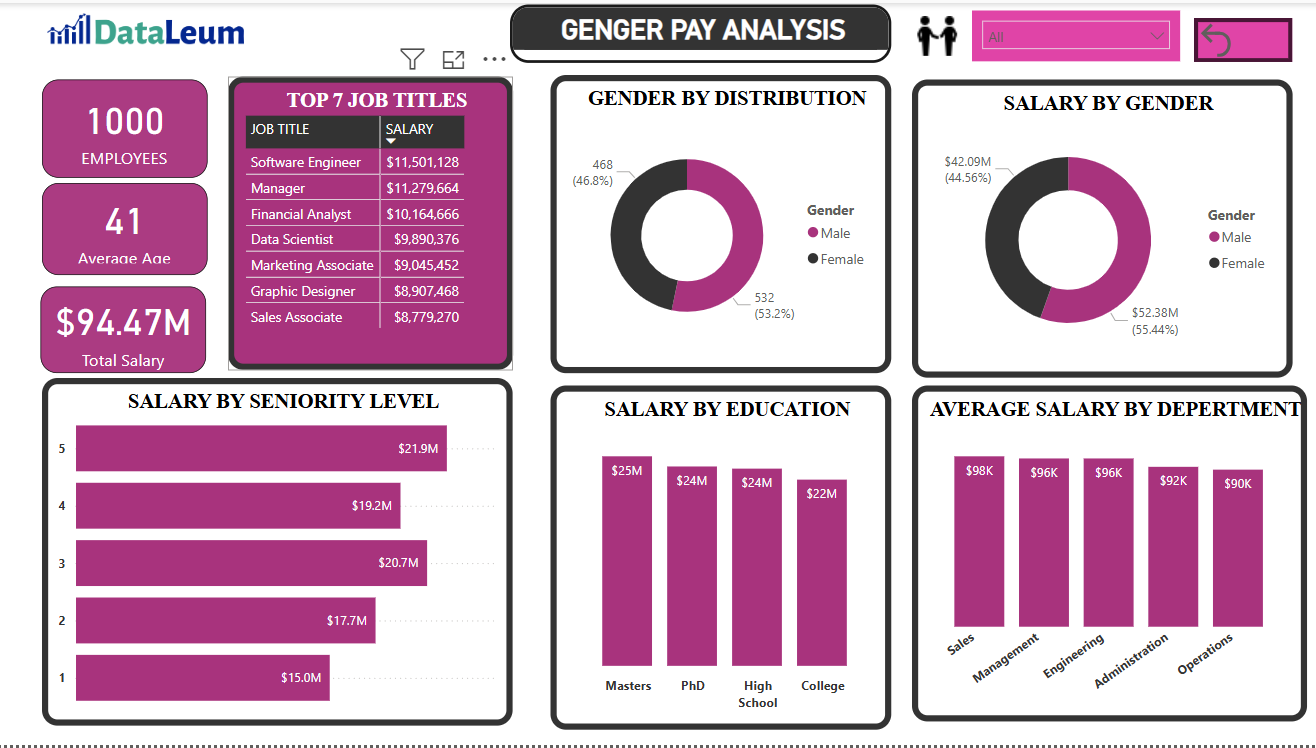 DataLeum
GENGER PAY ANALYSIS
All
1000
EMPLOYEES
41
Average Age
$94.47M
Total Salary
TOP 7 JOB TITLES
JOB TITLE SALARY
Software Engineer $11,501,128
Manager $11,279,664
Financial Analyst $10,164,666
Data Scientist $9,890,376
Marketing Associate $9,045,452
Graphic Designer $8,907,468
Sales Associate $8,779,270
GENDER BY DISTRIBUTION
468
(46.8%)
532
(53.2%)
Gender
Male
Female
SALARY BY GENDER
$42.09M
(44.56%)
$52.38M
(55.44%)
Gender
Male
Female
SALARY BY SENIORITY LEVEL
5 $21.9M
4 $19.2M
3 $20.7M
2 $17.7M
1 $15.0M
SALARY BY EDUCATION
$25M $24M $24M $22M
Masters PhD High School College
AVERAGE SALARY BY DEPERTMENT
$98K $96K $96K $92K $90K
Sales Management Engineering Administration Operations